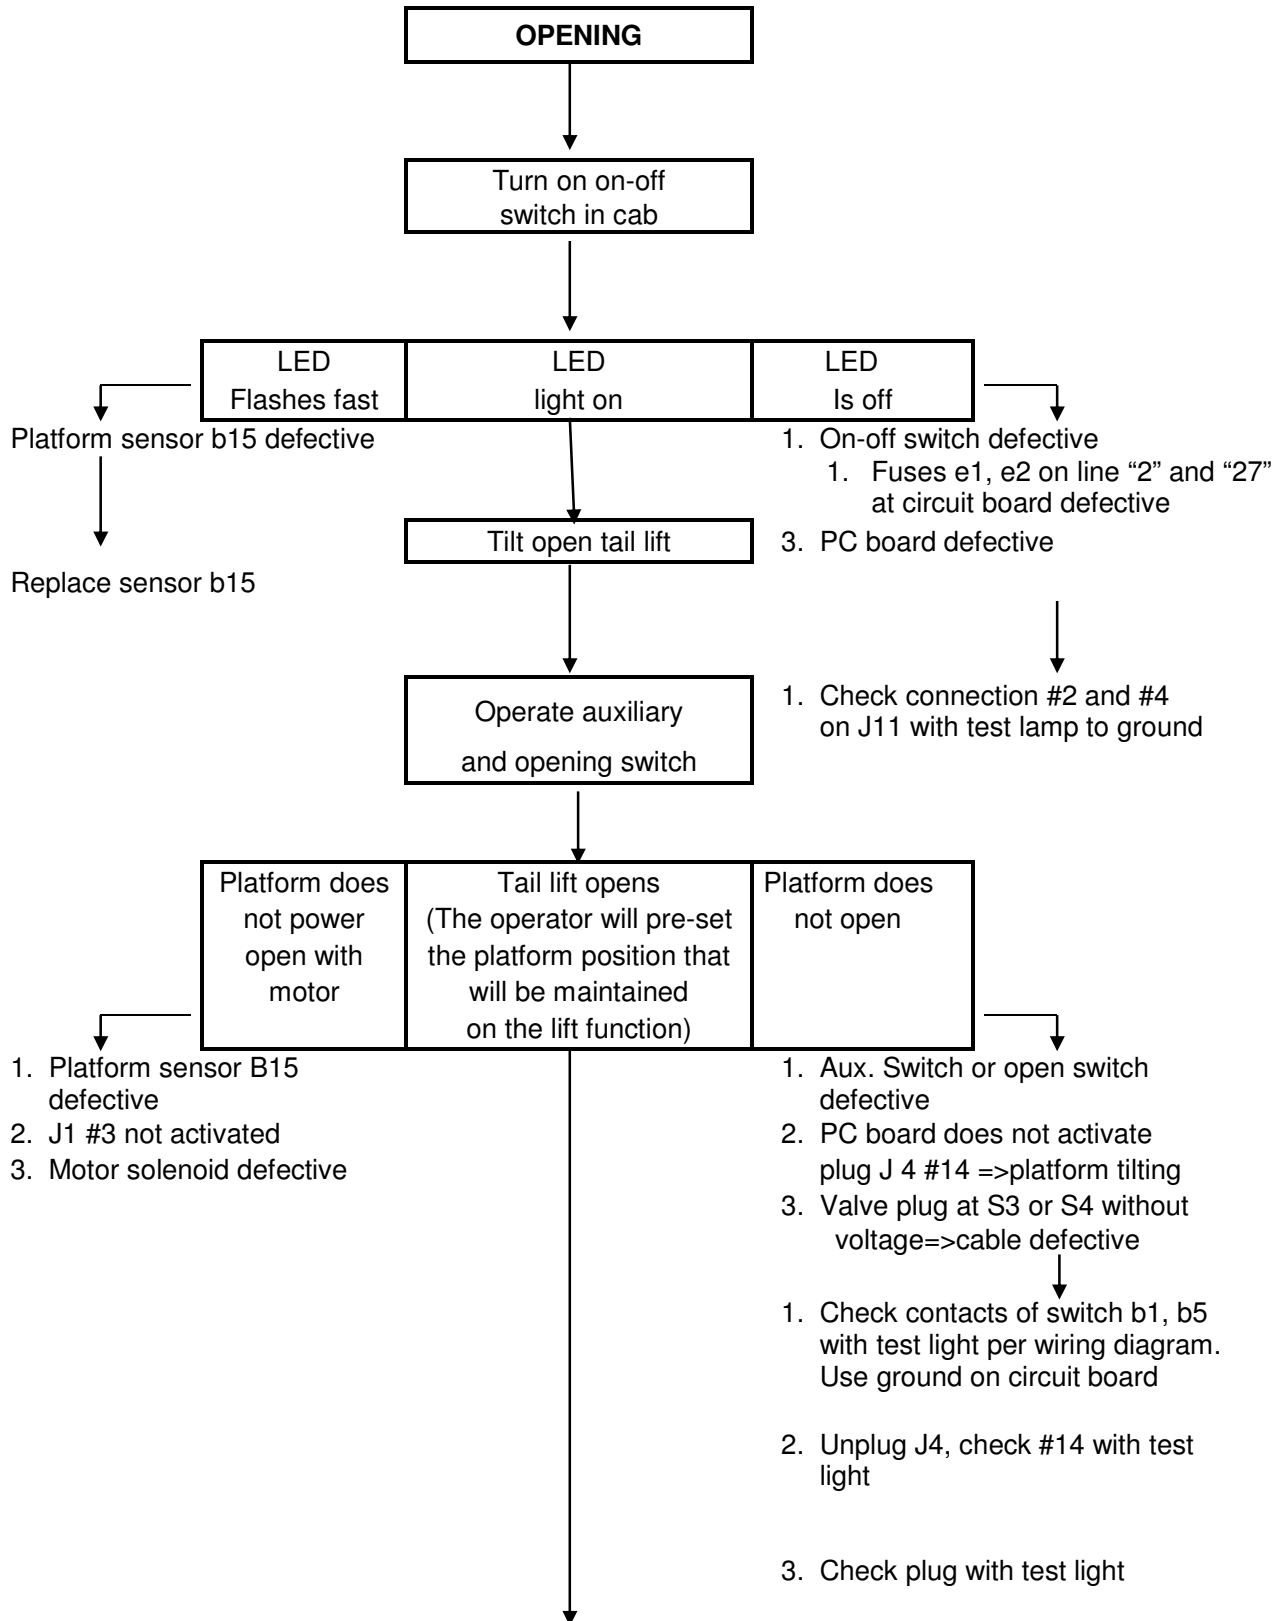 OPENING
Turn on on-off
switch in cab
LED
Flashes fast
LED
light on
LED
Is off
Platform sensor b15 defective
Replace sensor b15
1. On-off switch defective
1. Fuses e1, e2 on line “2” and “27”
at circuit board defective
3. PC board defective
Tilt open tail lift
1. Check connection #2 and #4
on J11 with test lamp to ground
Operate auxiliary
and opening switch
Platform does
not power
open with
motor
Tail lift opens
(The operator will pre-set
the platform position that
will be maintained
on the lift function)
Platform does
not open
1. Platform sensor B15
defective
2. J1 #3 not activated
3. Motor solenoid defective
1. Aux. Switch or open switch
defective
2. PC board does not activate
plug J 4 #14 =>platform tilting
3. Valve plug at S3 or S4 without
voltage=>cable defective
1. Check contacts of switch b1, b5
with test light per wiring diagram.
Use ground on circuit board
2. Unplug J4, check #14 with test
light
3. Check plug with test light